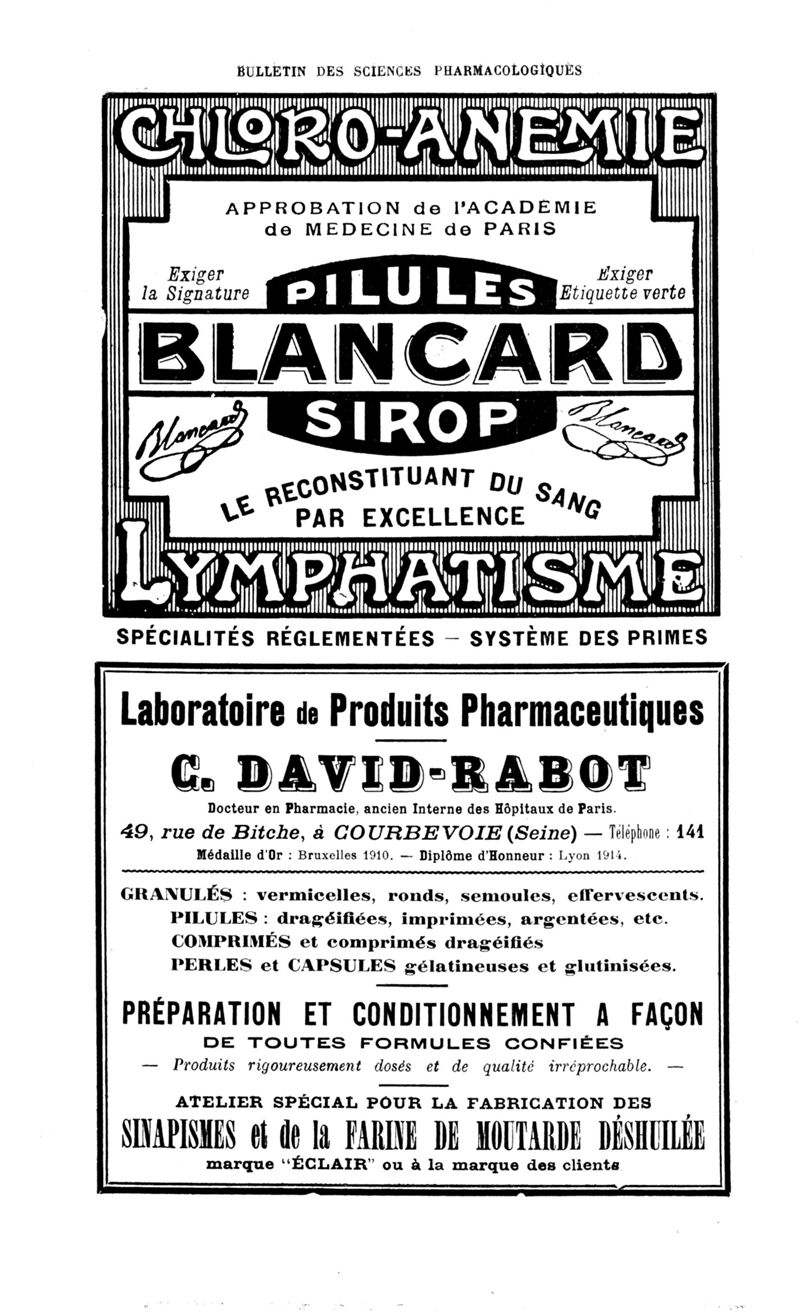 BULLETIN DES SCIENCES PHARMACOLOGIQUES
CHLORO-ANEMIE
APPROBATION de l'ACADÉMIE
de MEDECINE de PARIS
Exiger
la Signature
PILULES
Exiger
Etiquette verte
BLANCARD
Blancard
SIROP
Blancard
LE RECONSTITUANT DU SANG
PAR EXCELLENCE
LYMPHATISME
SPÉCIALITÉS RÉGLEMENTÉES — SYSTÈME DES PRIMES
Laboratoire de Produits Pharmaceutiques
C. DAVID-RABOT
Docteur en Pharmacie, ancien Interne des Hôpitaux de Paris.
49, rue de Bitche, à COURBEVOIE (Seine) — Téléphone : 141
Médaille d'Or : Bruxelles 1910. — Diplôme d'Honneur : Lyon 1914.
GRANULÉS : vermicelles, ronds, semoules, effervescents.
PILULES : dragéifiées, imprimées, argentées, etc.
COMPRIMÉS et comprimés dragéifiés
PERLES et CAPSULES gélatineuses et glutinisées.
PRÉPARATION ET CONDITIONNEMENT A FAÇON
DE TOUTES FORMULES CONFIÉES
— Produits rigoureusement dosés et de qualité irréprochable. —
ATELIER SPÉCIAL POUR LA FABRICATION DES
SINAPISMES et de la FARINE DE MOUTARDE DÉSHUILÉE
marque "ÉCLAIR" ou à la marque des clients